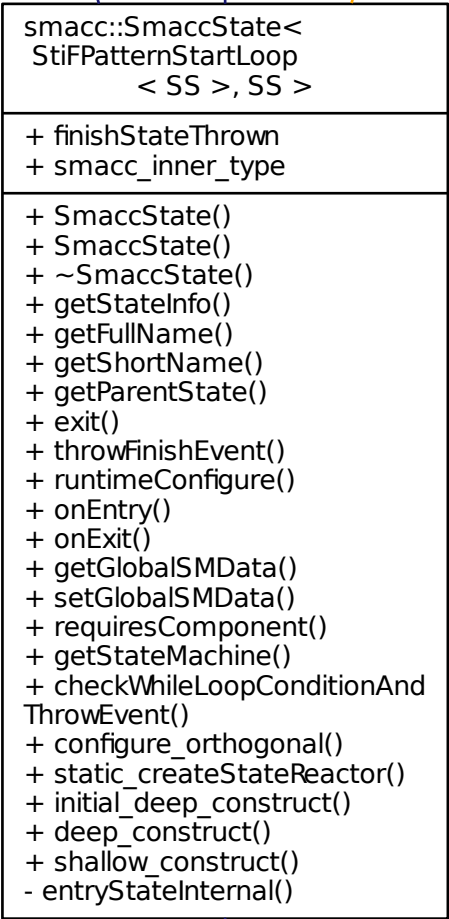 smacc::SmaccState<
StiFPatternStartLoop
< SS >, SS >
+ finishStateThrown
+ smacc_inner_type
+ SmaccState()
+ SmaccState()
+ ~SmaccState()
+ getStateInfo()
+ getFullName()
+ getShortName()
+ getParentState()
+ exit()
+ throwFinishEvent()
+ runtimeConfigure()
+ onEntry()
+ onExit()
+ getGlobalSMData()
+ setGlobalSMData()
+ requiresComponent()
+ getStateMachine()
+ checkWhileLoopConditionAnd
ThrowEvent()
+ configure_orthogonal()
+ static_createStateReactor()
+ initial_deep_construct()
+ deep_construct()
+ shallow_construct()
- entryStateInternal()